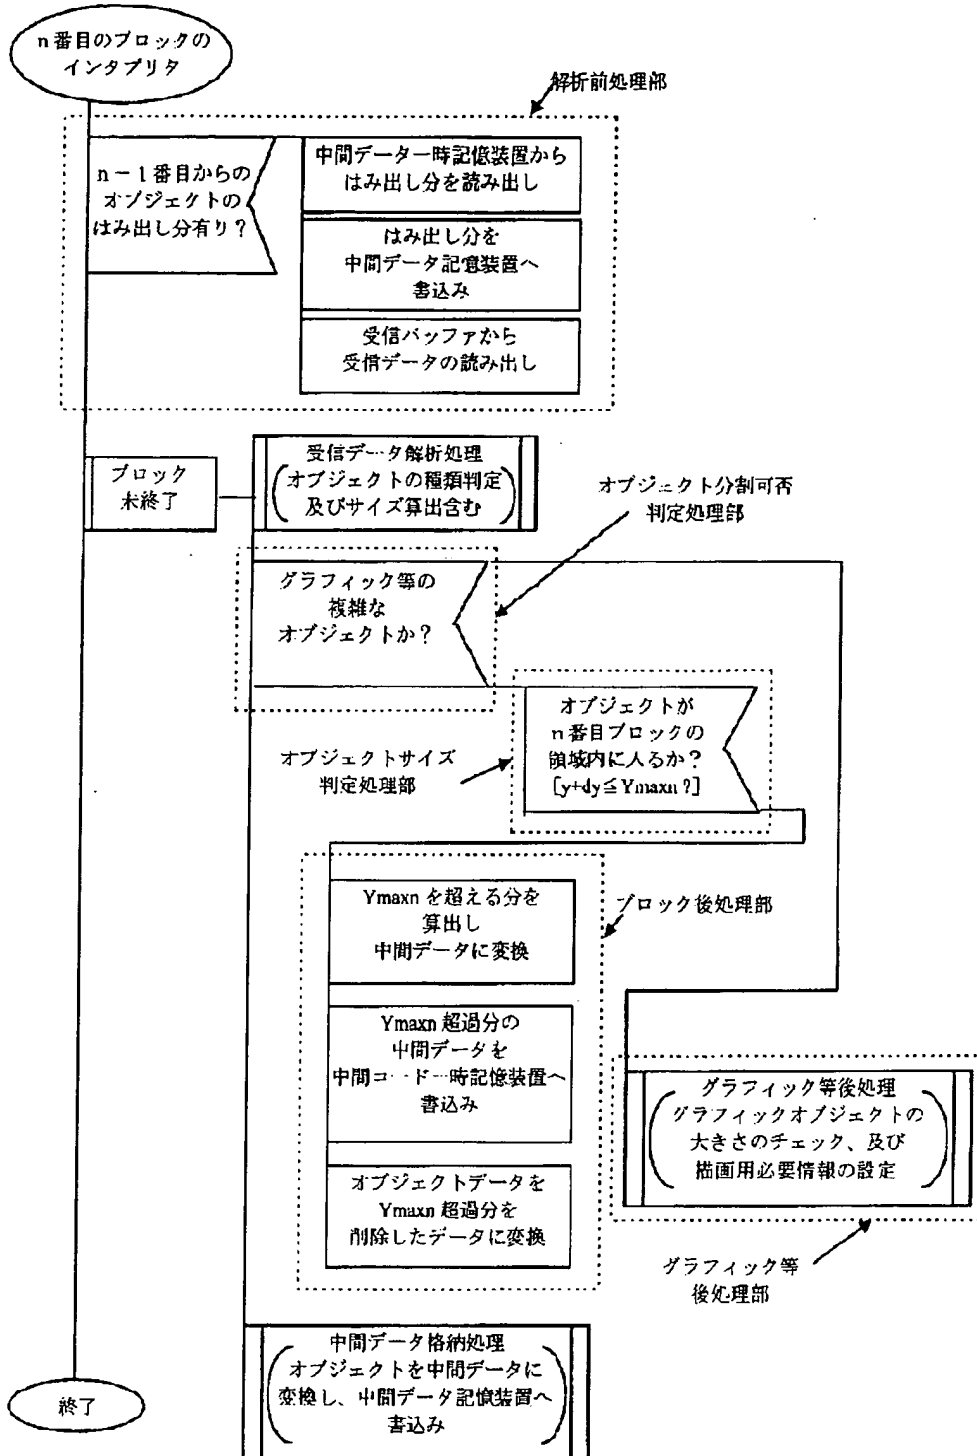 n番目のブロックの
インタプリタ
解析前処理部
n－1番目からの
オブジェクトの
はみ出し分有り？
中間データ一時記憶装置から
はみ出し分を読み出し
はみ出し分を
中間データ記憶装置へ
書込み
受信バッファから
受信データの読み出し
ブロック
未終了
受信データ解析処理
オブジェクトの種類判定
及びサイズ算出含む
オブジェクト分割可否
判定処理部
グラフィック等の
複雑な
オブジェクトか？
オブジェクトが
n番目ブロックの
領域内に入るか？
[y+dy≦Ymaxn？]
オブジェクトサイズ
判定処理部
ブロック後処理部
Ymaxnを超える分を
算出し
中間データに変換
Ymaxn 超過分の
中間データを
中間コード一時記憶装置へ
書込み
オブジェクトデータを
Ymaxn 超過分を
削除したデータに変換
グラフィック等後処理
グラフィックオブジェクトの
大きさのチェック、及び
描画用必要情報の設定
グラフィック等
後処理部
中間データ格納処理
オブジェクトを中間データに
変換し、中間データ記憶装置へ
書込み
終了